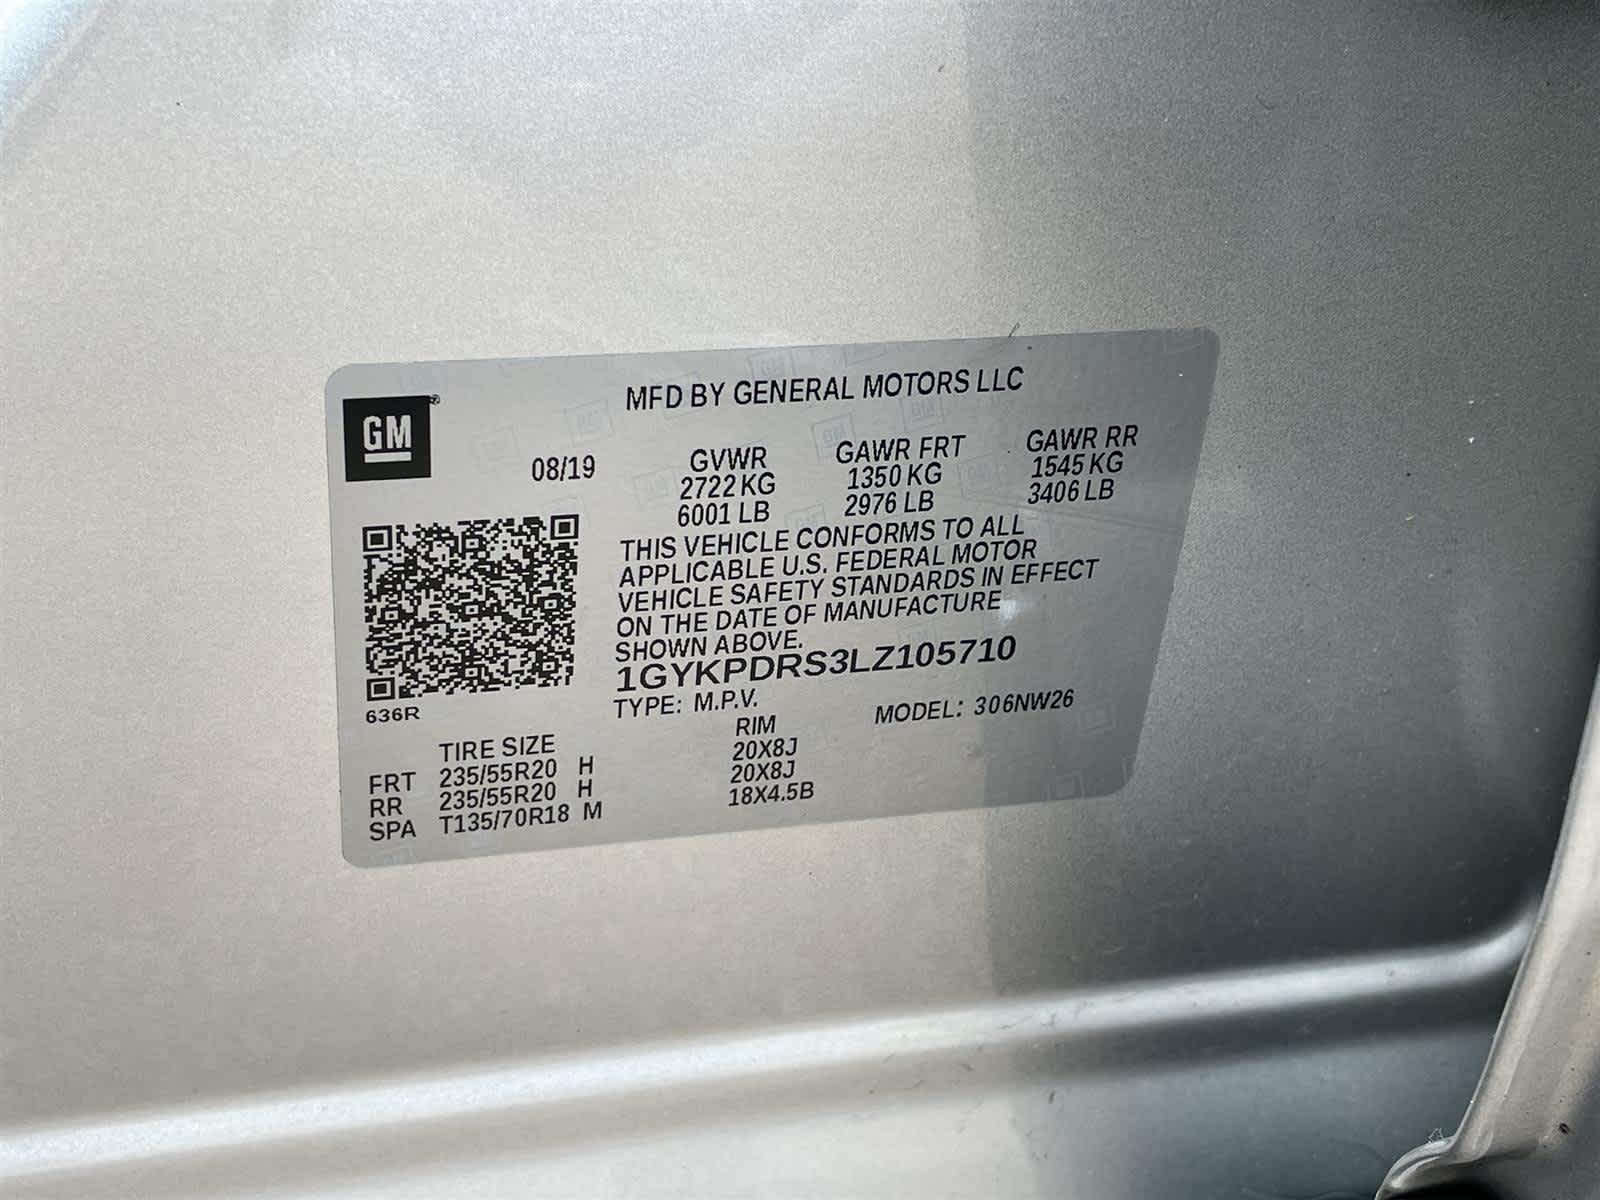 MFD BY GENERAL MOTORS LLC
GM®
08/19
GVWR GAWR FRT GAWR RR
2722 KG 1350 KG 1545 KG
6001 LB 2976 LB 3406 LB
THIS VEHICLE CONFORMS TO ALL
APPLICABLE U.S. FEDERAL MOTOR
VEHICLE SAFETY STANDARDS IN EFFECT
ON THE DATE OF MANUFACTURE
SHOWN ABOVE.
1GYKPDRS3LZ105710
TYPE: M.P.V. MODEL: 306NW26
636R
TIRE SIZE RIM
FRT 235/55R20 H 20X8J
RR 235/55R20 H 20X8J
SPA T135/70R18 M 18X4.5B